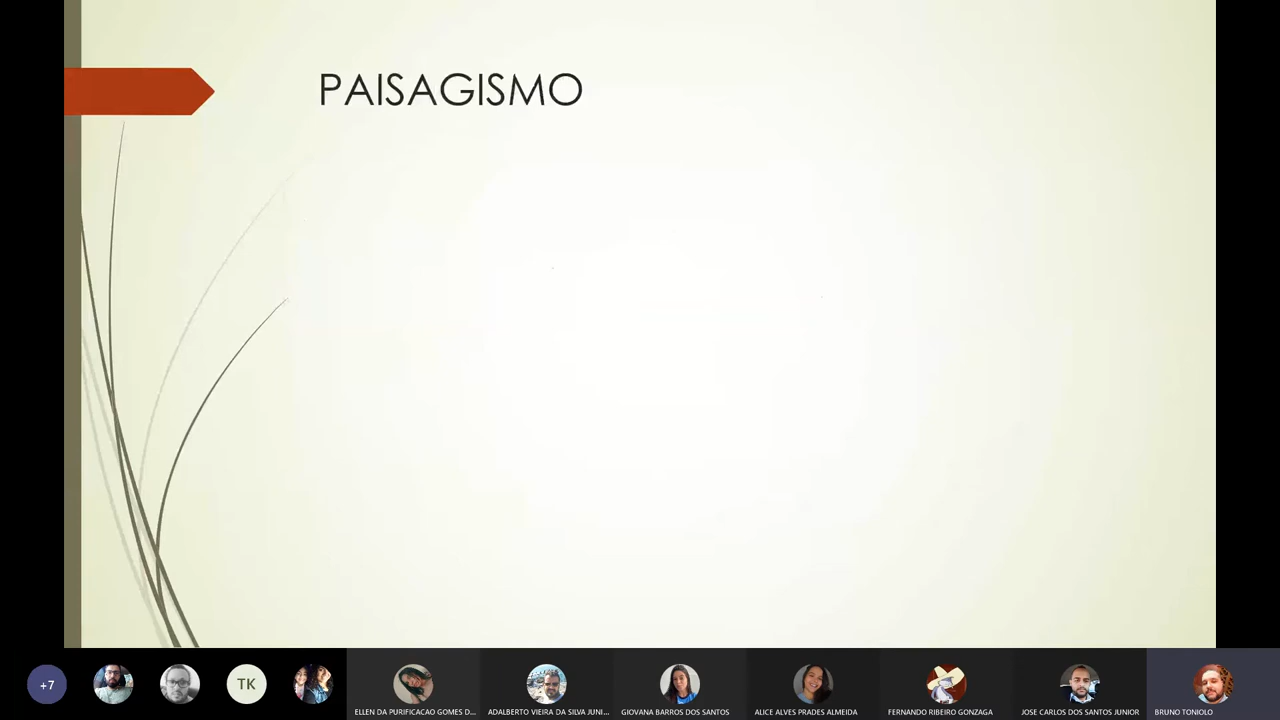 PAISAGISMO
+7
TK
ELLEN DA PURIFICACAO GOMES D...
ADALBERTO VIEIRA DA SILVA JUNI...
GIOVANA BARROS DOS SANTOS
ALICE ALVES PRADES ALMEIDA
FERNANDO RIBEIRO GONZAGA
JOSE CARLOS DOS SANTOS JUNIOR
BRUNO TONIOLO